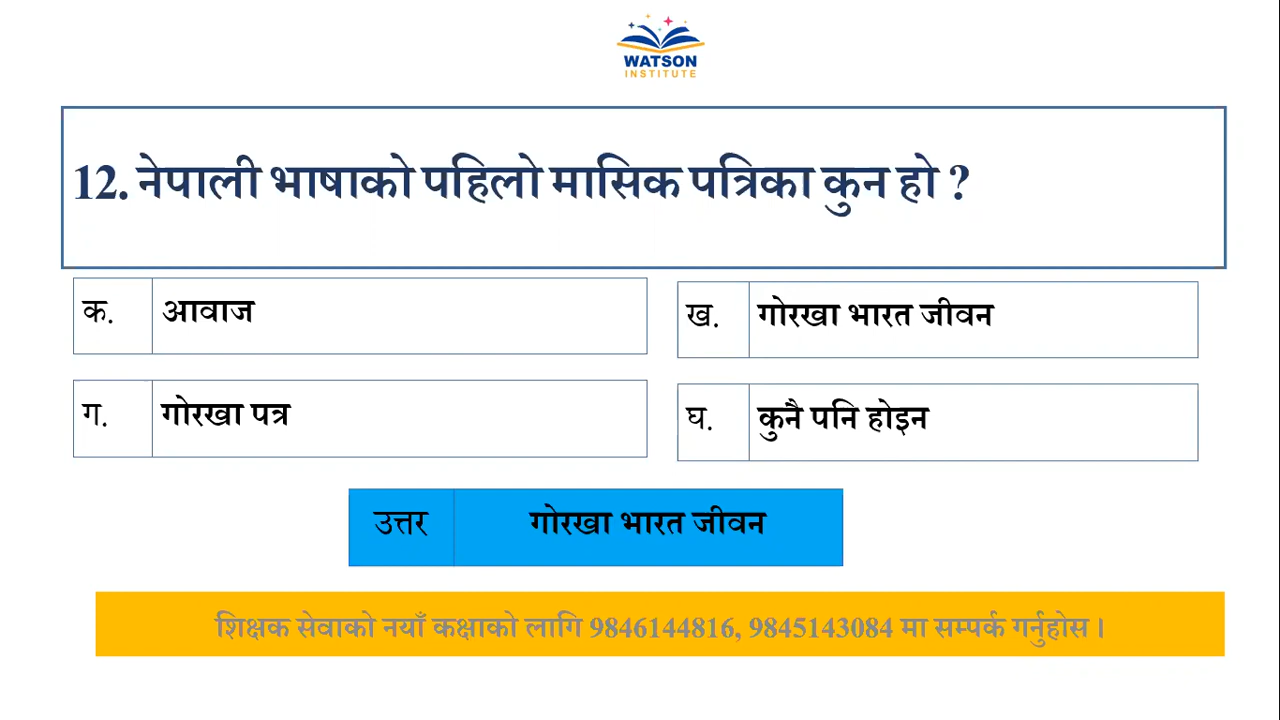 WATSON
INSTITUTE
12. नेपाली भाषाको पहिलो मासिक पत्रिका कुन हो ?
क. आवाज
ख. गोरखा भारत जीवन
ग. गोरखा पत्र
घ. कुनै पनि होइन
उत्तर गोरखा भारत जीवन
शिक्षक सेवाको नयाँ कक्षाको लागि 9846144816, 9845143084 मा सम्पर्क गर्नुहोस ।